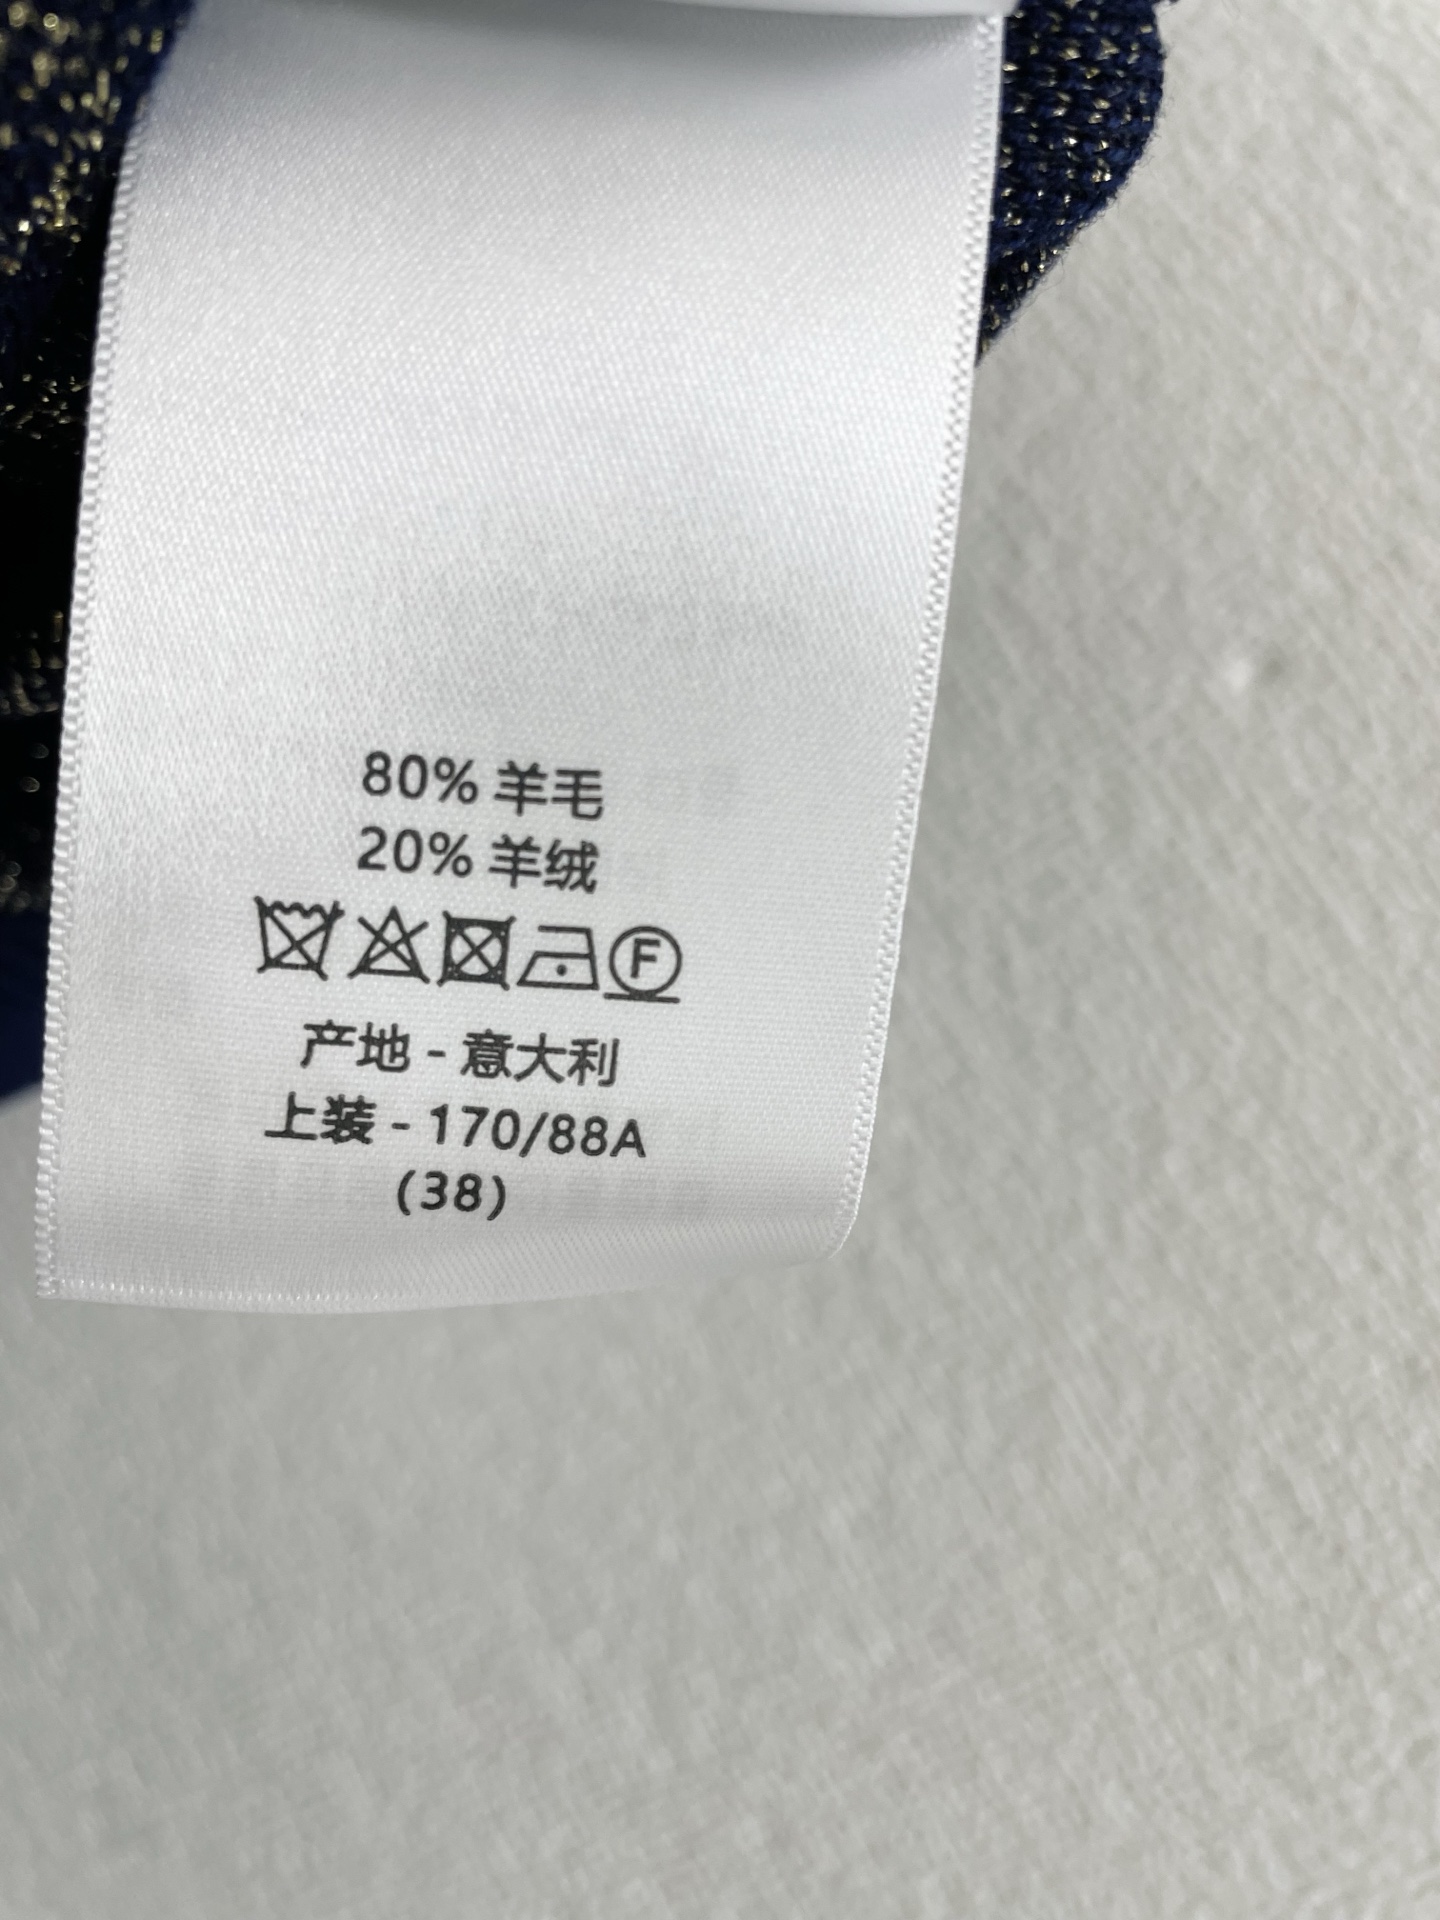 80% 羊毛
20% 羊绒
F
产地 - 意大利
上装 - 170/88A
(38)